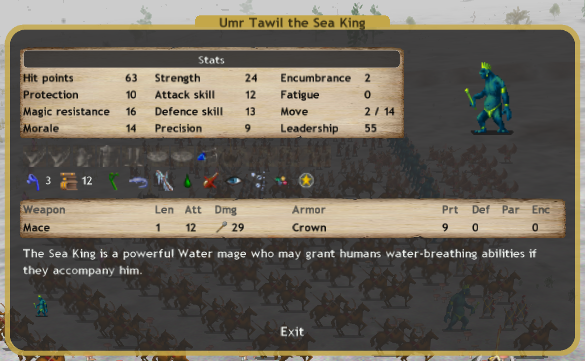 Umr Tawil the Sea King
Stats
Hit points 63 Strength 24 Encumbrance 2
Protection 10 Attack skill 12 Fatigue 0
Magic resistance 16 Defence skill 13 Move 2 / 14
Morale 14 Precision 9 Leadership 55
3 12
Weapon Len Att Dmg Armor Prt Def Par Enc
Mace 1 12 29 Crown 9 0 0
The Sea King is a powerful Water mage who may grant humans water-breathing abilities if
they accompany him.
Exit